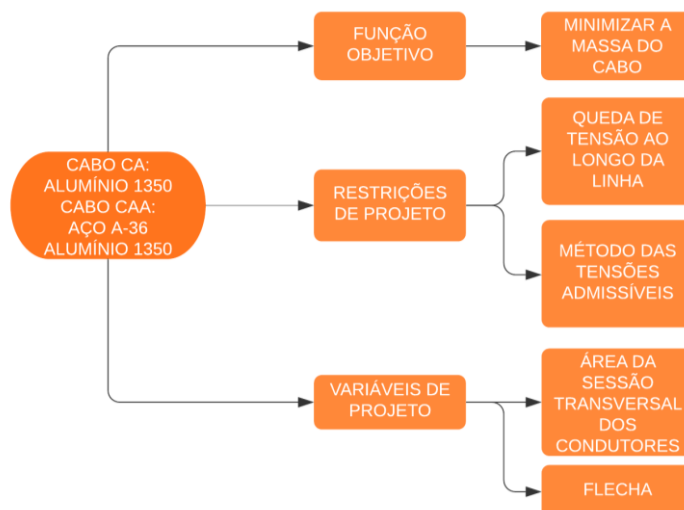 CABO CA:
ALUMÍNIO 1350
CABO CAA:
AÇO A-36
ALUMÍNIO 1350
FUNÇÃO
OBJETIVO
MINIMIZAR A
MASSA DO
CABO
RESTRIÇÕES
DE PROJETO
QUEDA DE
TENSÃO AO
LONGO DA
LINHA
MÉTODO DAS
TENSÕES
ADMISSÍVEIS
VARIÁVEIS DE
PROJETO
ÁREA DA
SESSÃO
TRANSVERSAL
DOS
CONDUTORES
FLECHA